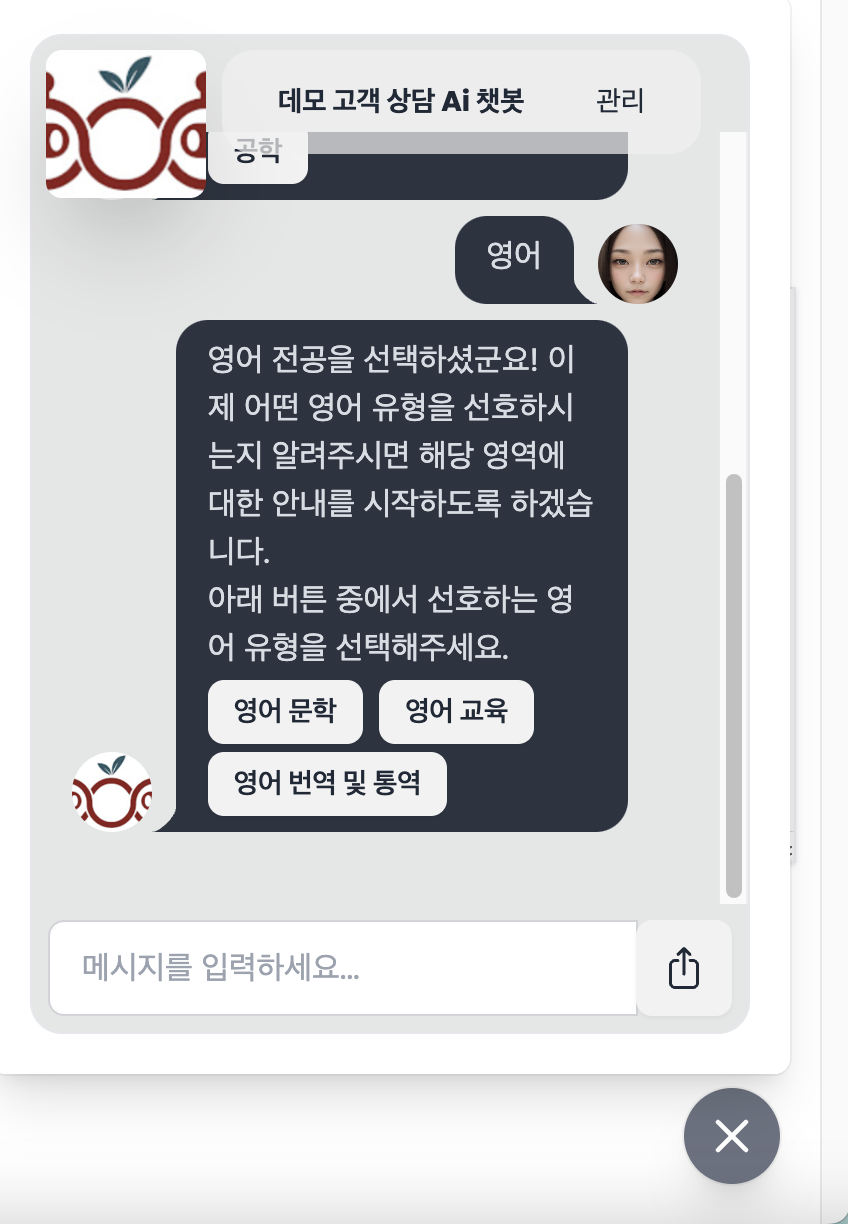 데모 고객 상담 Ai 챗봇 관리
공학
영어
영어 전공을 선택하셨군요! 이
제 어떤 영어 유형을 선호하시
는지 알려주시면 해당 영역에
대한 안내를 시작하도록 하겠습
니다.
아래 버튼 중에서 선호하는 영
어 유형을 선택해주세요.
영어 문학 영어 교육
영어 번역 및 통역
메시지를 입력하세요...